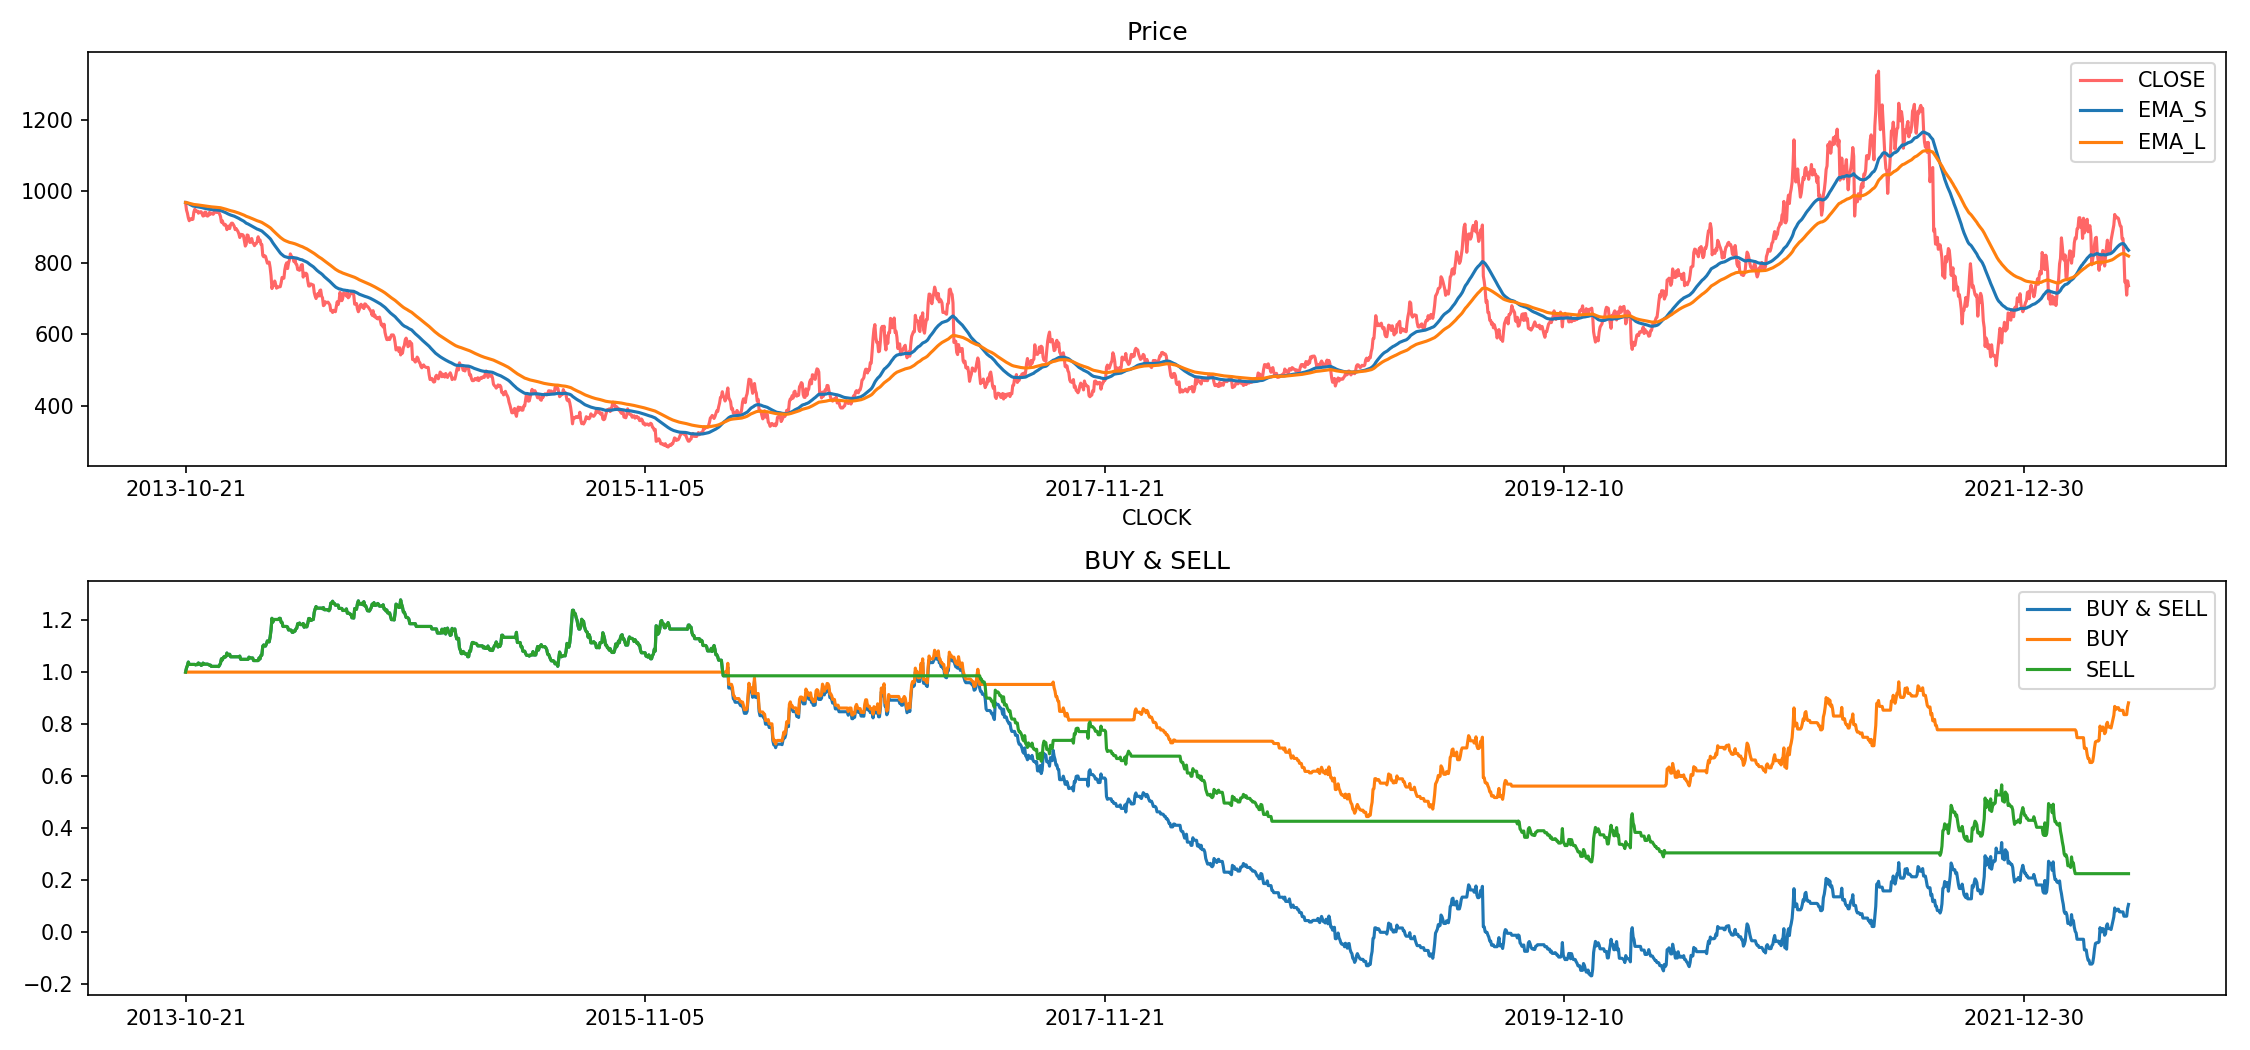 Price
CLOSE
EMA_S
EMA_L
1200
1000
800
600
400
2013-10-21 2015-11-05 2017-11-21 2019-12-10 2021-12-30
CLOCK
BUY & SELL
BUY & SELL
BUY
SELL
1.2
1.0
0.8
0.6
0.4
0.2
0.0
−0.2
2013-10-21 2015-11-05 2017-11-21 2019-12-10 2021-12-30